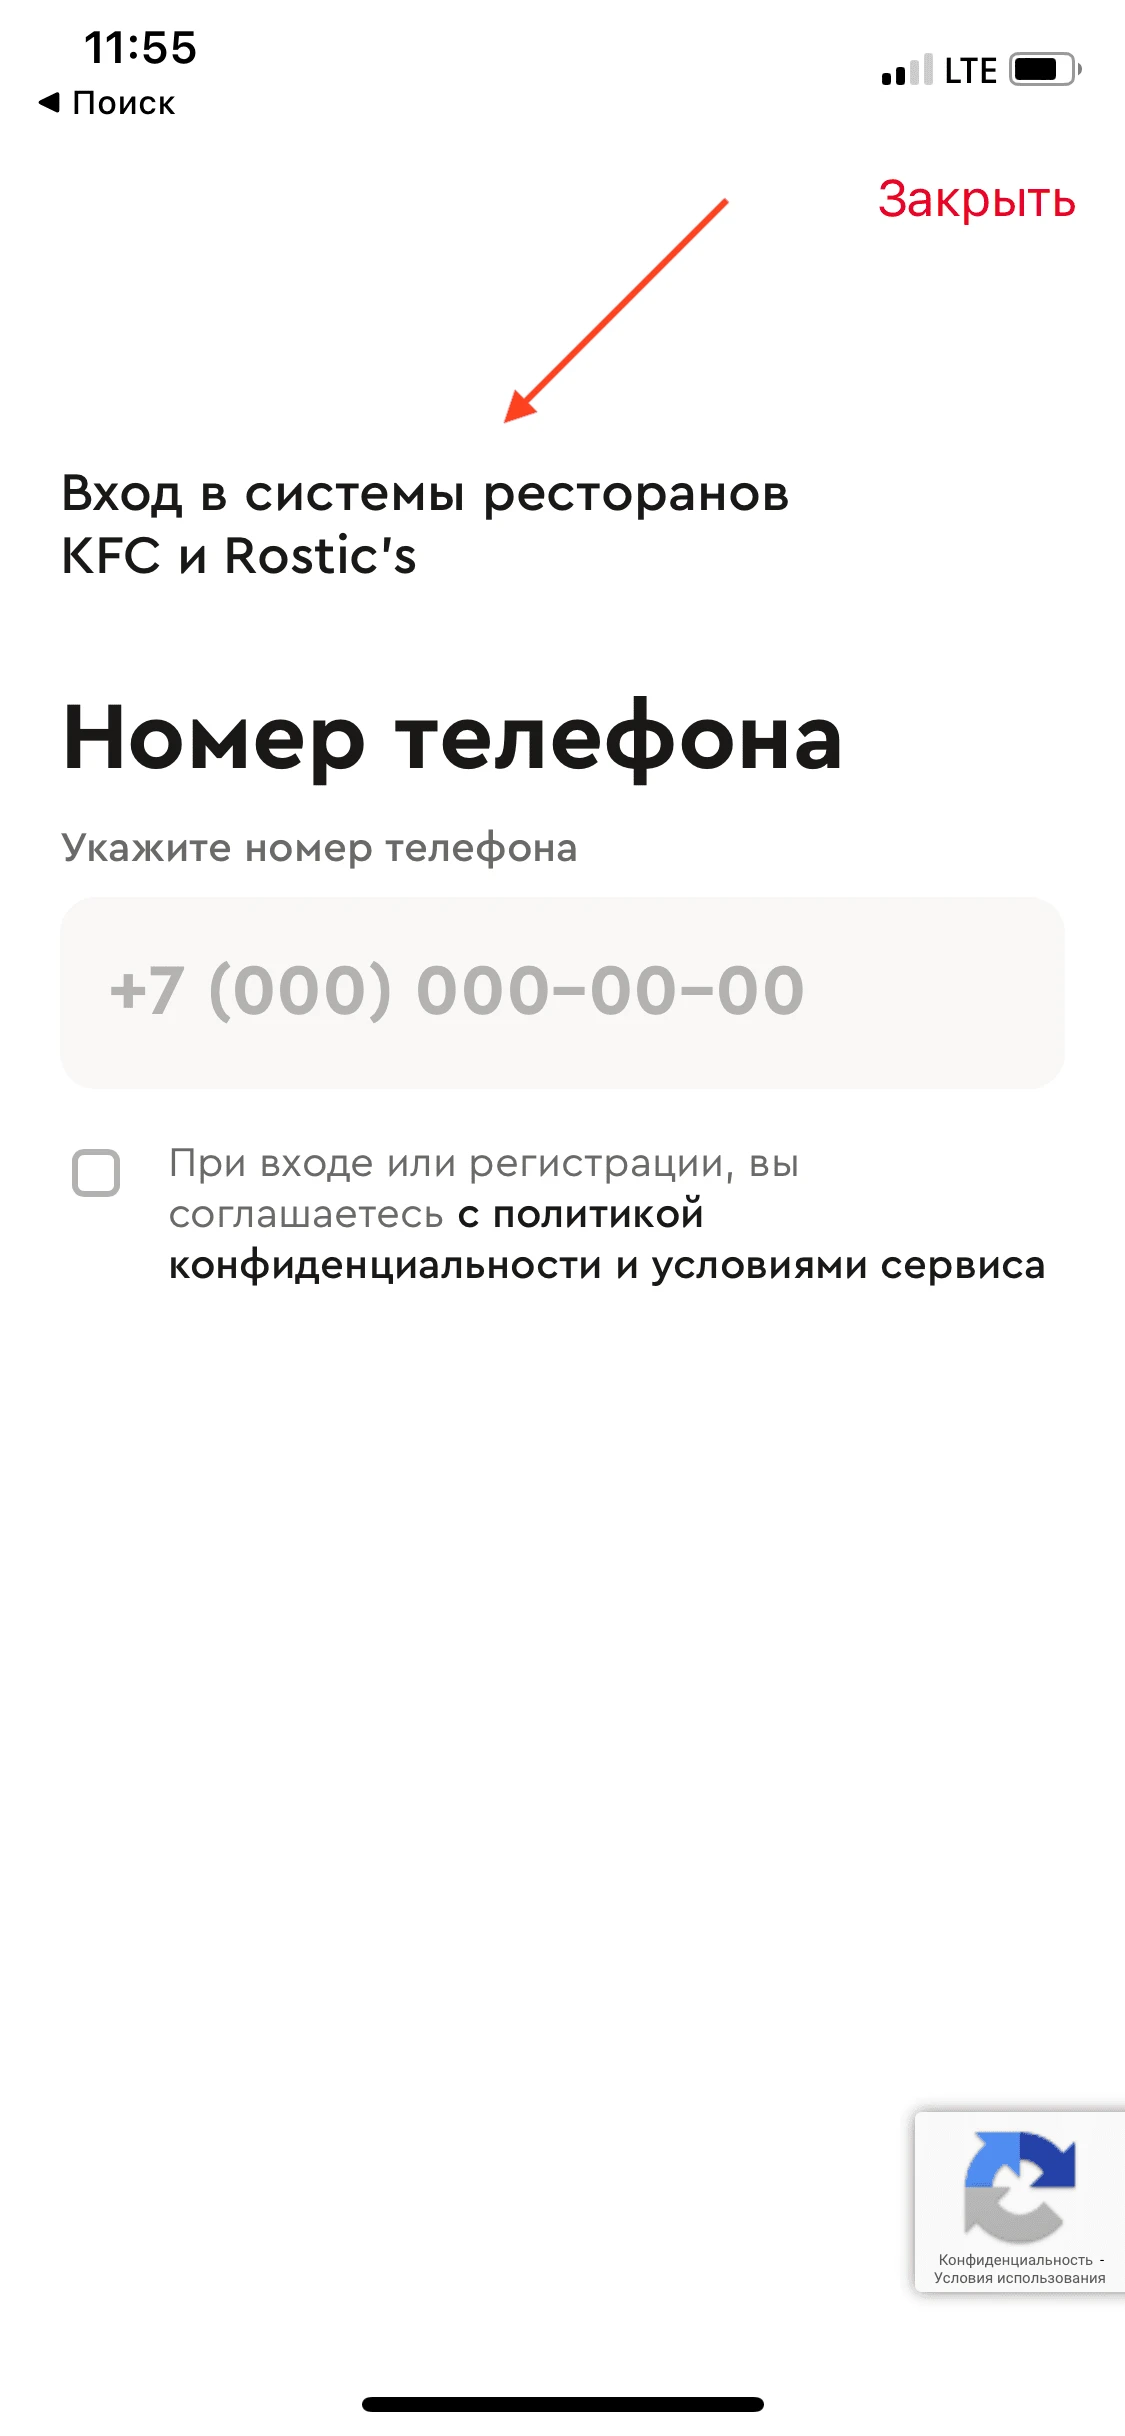 11:55
LTE
◀ Поиск
Закрыть
Вход в системы ресторанов
KFC и Rostic's
Номер телефона
Укажите номер телефона
+7 (000) 000-00-00
При входе или регистрации, вы
соглашаетесь с политикой
конфиденциальности и условиями сервиса
Конфиденциальность -
Условия использования